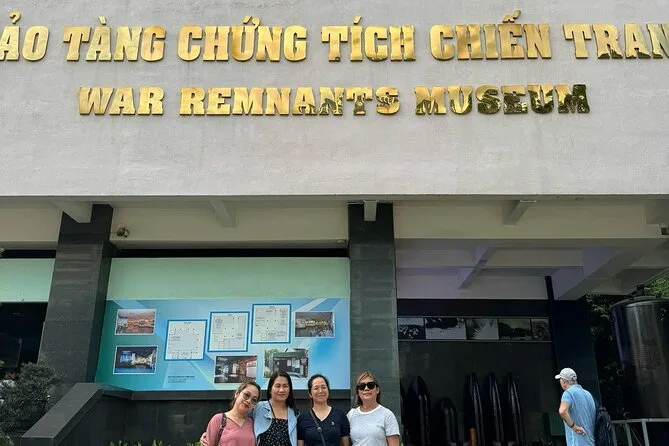 ẢO TÀNG CHỨNG TÍCH CHIẾN TRAN
WAR REMNANTS MUSEUM